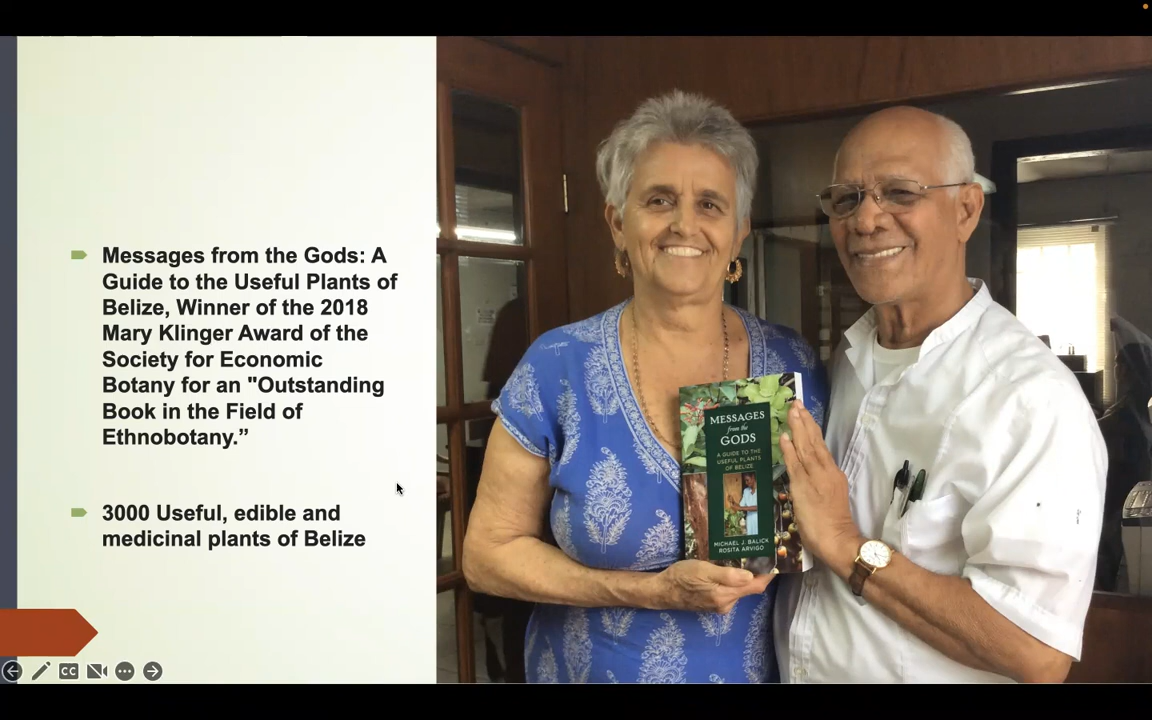 Messages from the Gods: A
Guide to the Useful Plants of
Belize, Winner of the 2018
Mary Klinger Award of the
Society for Economic
Botany for an "Outstanding
Book in the Field of
Ethnobotany.”
3000 Useful, edible and
medicinal plants of Belize
MESSAGES
from the
GODS
A GUIDE TO THE
USEFUL PLANTS
OF BELIZE
MICHAEL J. BALICK
ROSITA ARVIGO
CC